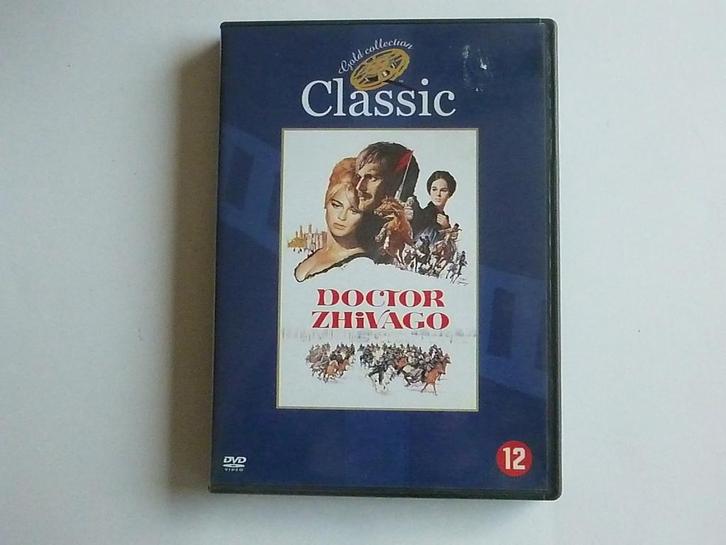 Gold collection
Classic
DOCTOR
ZHIVAGO
DVD
VIDEO
12